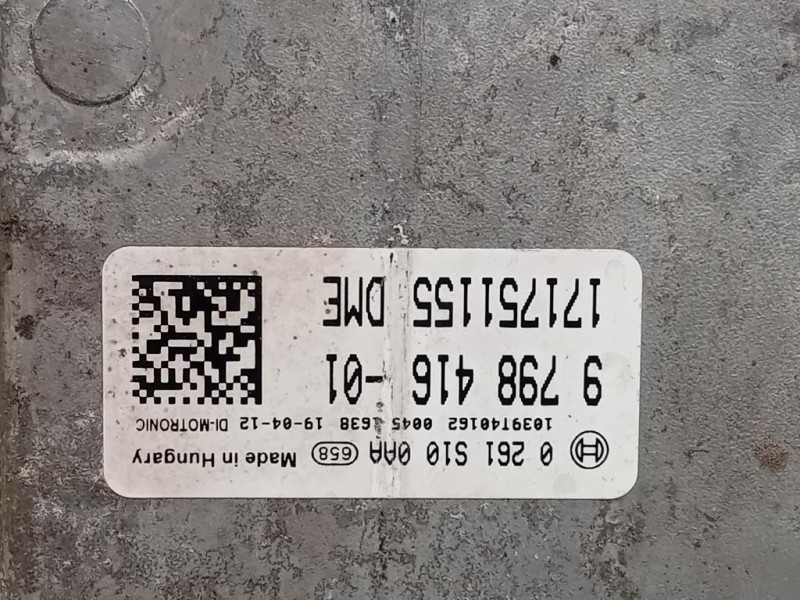 0 261 S10 0AA 658 Made in Hungary
1039T40162 0045 1638 19-04-12 DI-MOTRONIC
9 798 416 -01
171751155 DME